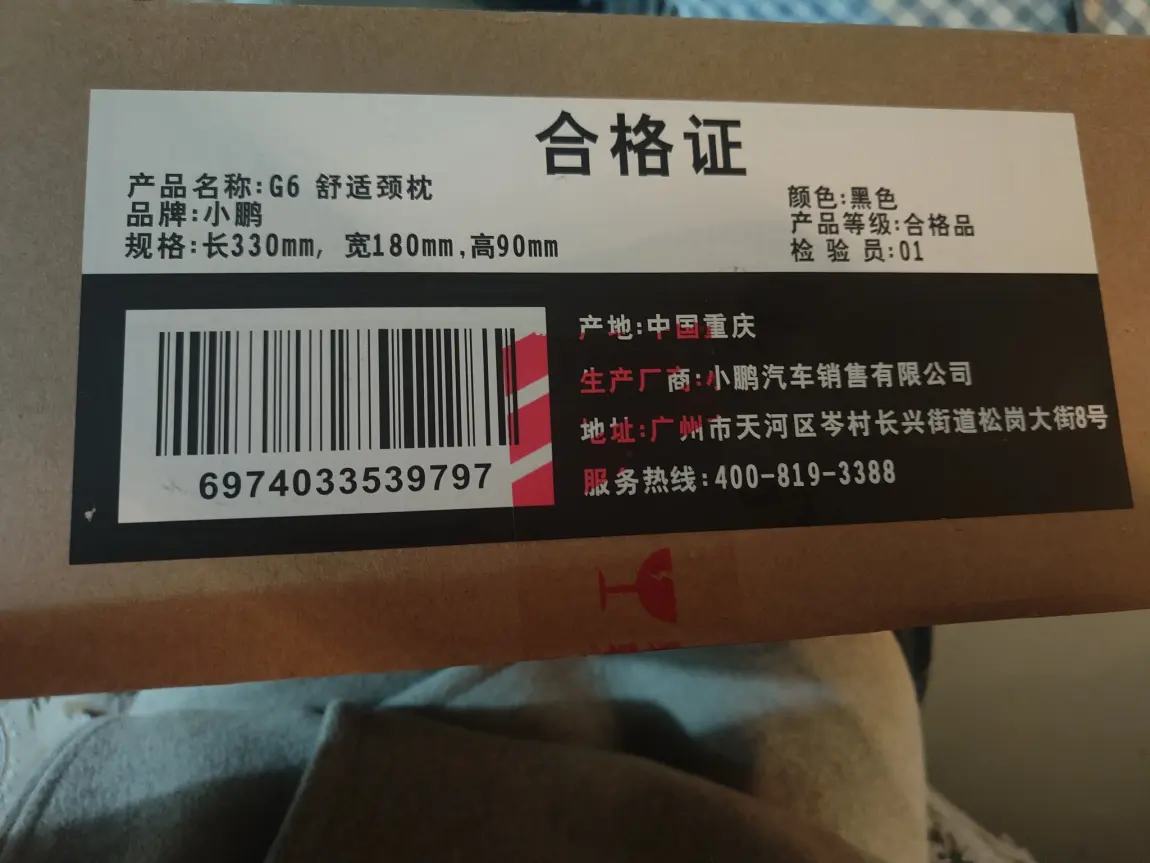 合格证
产品名称:G6 舒适颈枕
品牌:小鹏
规格:长330mm, 宽180mm,高90mm
颜色:黑色
产品等级:合格品
检 验 员:01
6974033539797
产地:中国重庆
生产厂商:小鹏汽车销售有限公司
地址:广州市天河区岑村长兴街道松岗大街8号
服务热线:400-819-3388